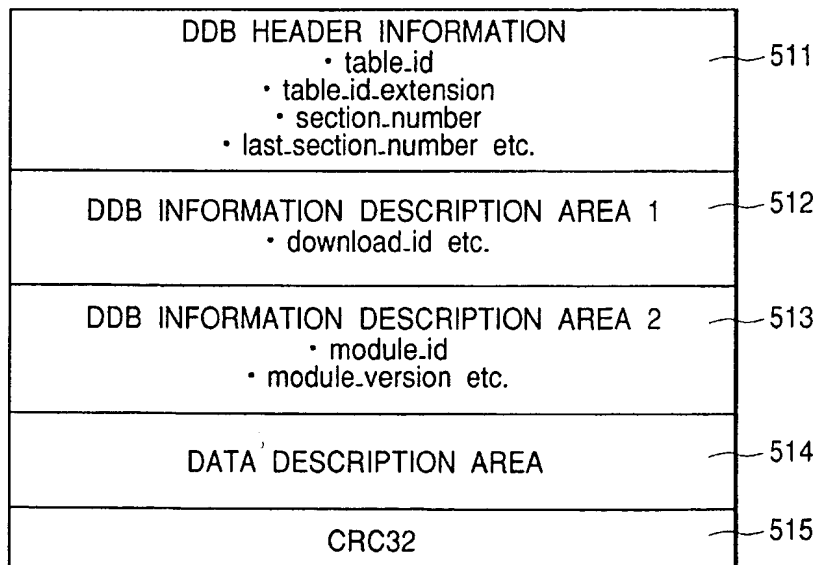 DDB HEADER INFORMATION
・table_id
・table_id_extension
・section_number
・last_section_number etc.
511
DDB INFORMATION DESCRIPTION AREA 1
・download_id etc.
512
DDB INFORMATION DESCRIPTION AREA 2
・module_id
・module_version etc.
513
DATA DESCRIPTION AREA
514
CRC32
515